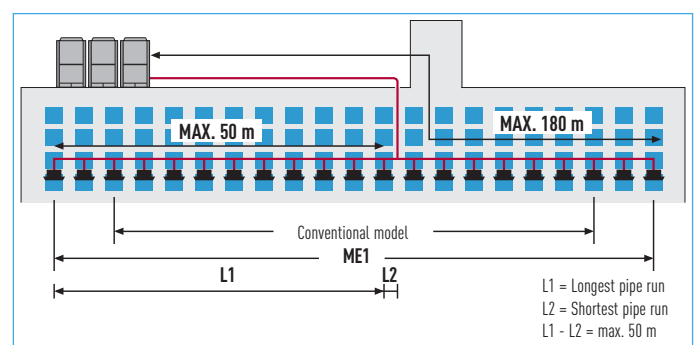 MAX. 50 m
MAX. 180 m
Conventional model
ME1
L1
L2
L1 = Longest pipe run
L2 = Shortest pipe run
L1 - L2 = max. 50 m